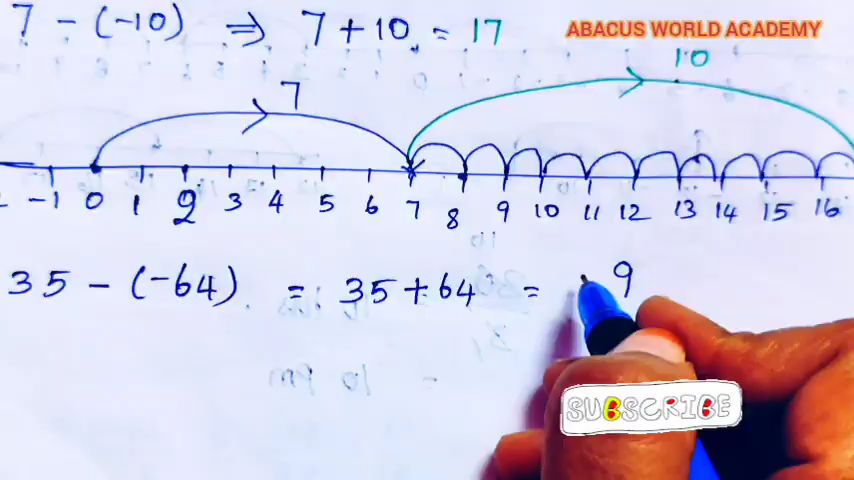 7 - (-10) ⇒ 7 + 10 = 17
ABACUS WORLD ACADEMY
7
10
-1 0 1 2 3 4 5 6 7 8 9 10 11 12 13 14 15 16
35 - (-64) = 35 + 64 = 9
SUBSCRIBE